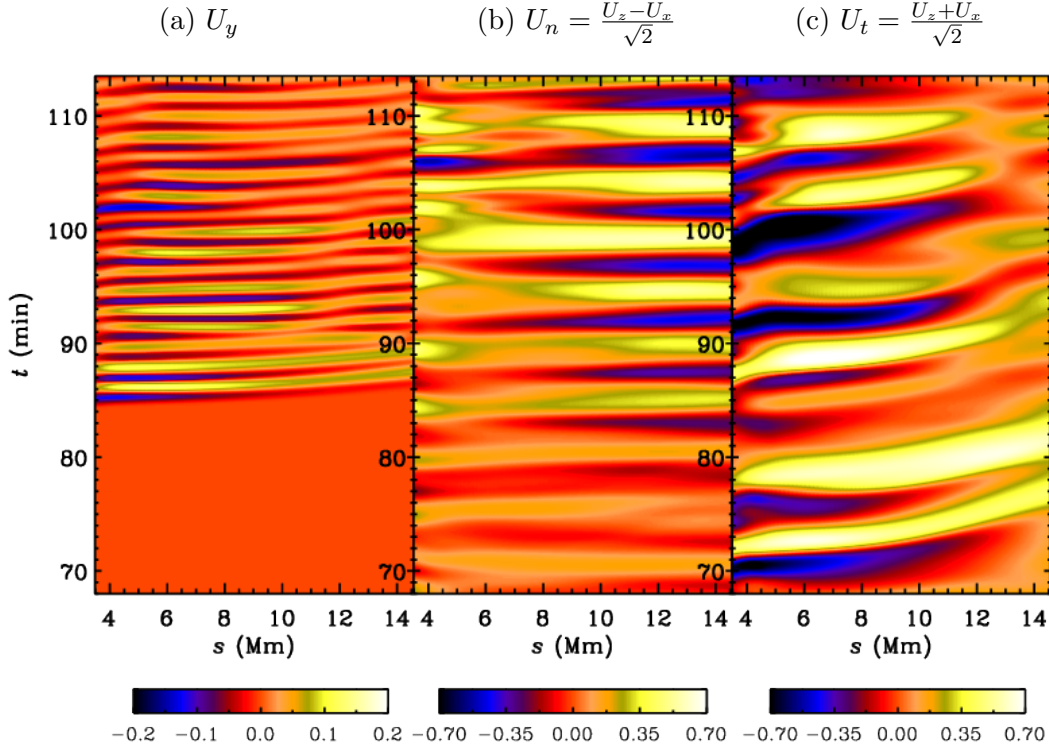 (a) U_y (b) U_n = \frac{U_z − U_x}{\sqrt{2}} (c) U_t = \frac{U_z + U_x}{\sqrt{2}}
110 110 110
100 100 100
90 90 90
80 80 80
70 70 70
t (min)
4 6 8 10 12 14 4 6 8 10 12 14 4 6 8 10 12 14
s (Mm) s (Mm) s (Mm)
−0.2 −0.1 0.0 0.1 0.2 −0.70 −0.35 0.00 0.35 0.70 −0.70 −0.35 0.00 0.35 0.70